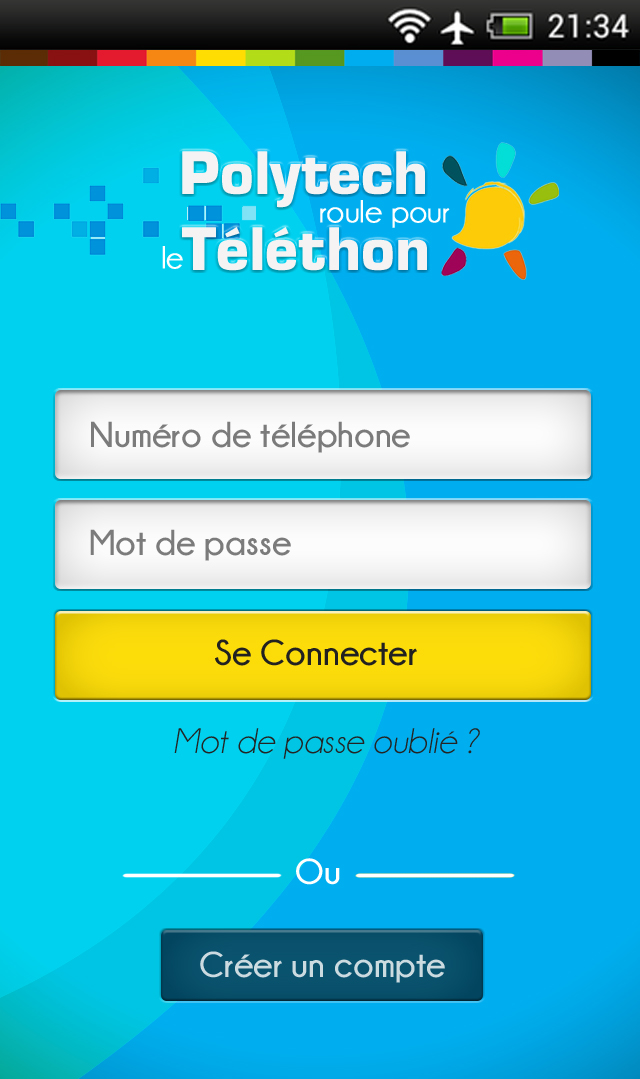 21:34
Polytech
roule pour
le Téléthon
Numéro de téléphone
Mot de passe
Se Connecter
Mot de passe oublié ?
Ou
Créer un compte